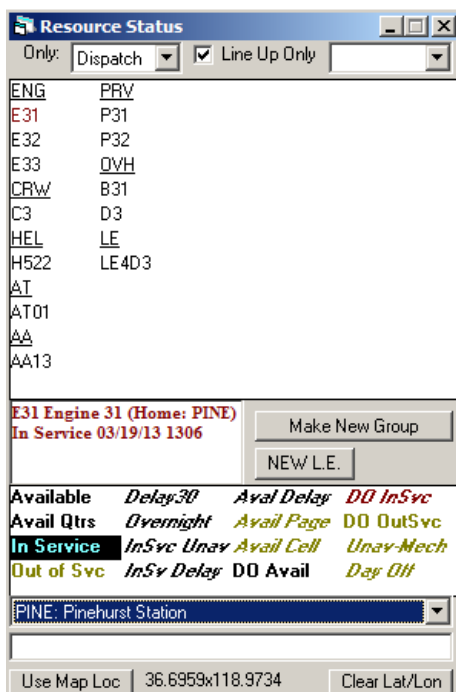 Resource Status
Only: Dispatch Line Up Only
ENG PRV
E31 P31
E32 P32
E33 OVH
CRW B31
C3 D3
HEL LE
H522 LE4D3
AT
AT01
AA
AA13
E31 Engine 31 (Home: PINE)
In Service 03/19/13 1306
Make New Group
NEW L.E.
Available Delay30 Aval Delay DO InSvc
Avail Qtrs Overnight Avail Page DO OutSvc
In Service InSvc Unav Avail Cell Unav-Mech
Out of Svc InSv Delay DO Avail Day Off
PINE: Pinehurst Station
Use Map Loc 36.6959x118.9734 Clear Lat/Lon